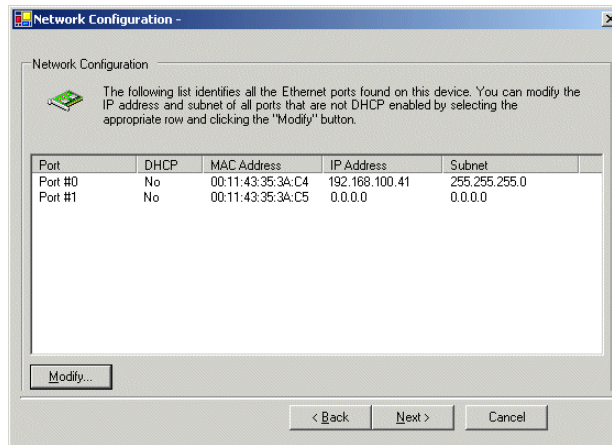 Network Configuration -
Network Configuration
The following list identifies all the Ethernet ports found on this device. You can modify the
IP address and subnet of all ports that are not DHCP enabled by selecting the
appropriate row and clicking the "Modify" button.
Port DHCP MAC Address IP Address Subnet
Port #0 No 00:11:43:35:3A:C4 192.168.100.41 255.255.255.0
Port #1 No 00:11:43:35:3A:C5 0.0.0.0 0.0.0.0
Modify...
< Back Next > Cancel